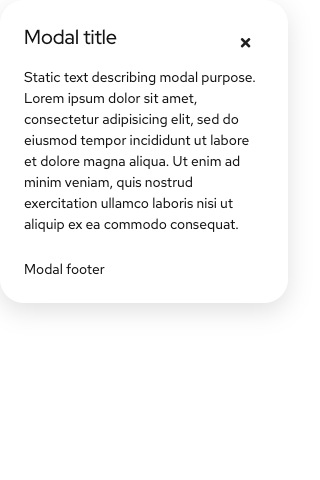 Modal title
Static text describing modal purpose.
Lorem ipsum dolor sit amet,
consectetur adipisicing elit, sed do
eiusmod tempor incididunt ut labore
et dolore magna aliqua. Ut enim ad
minim veniam, quis nostrud
exercitation ullamco laboris nisi ut
aliquip ex ea commodo consequat.
Modal footer